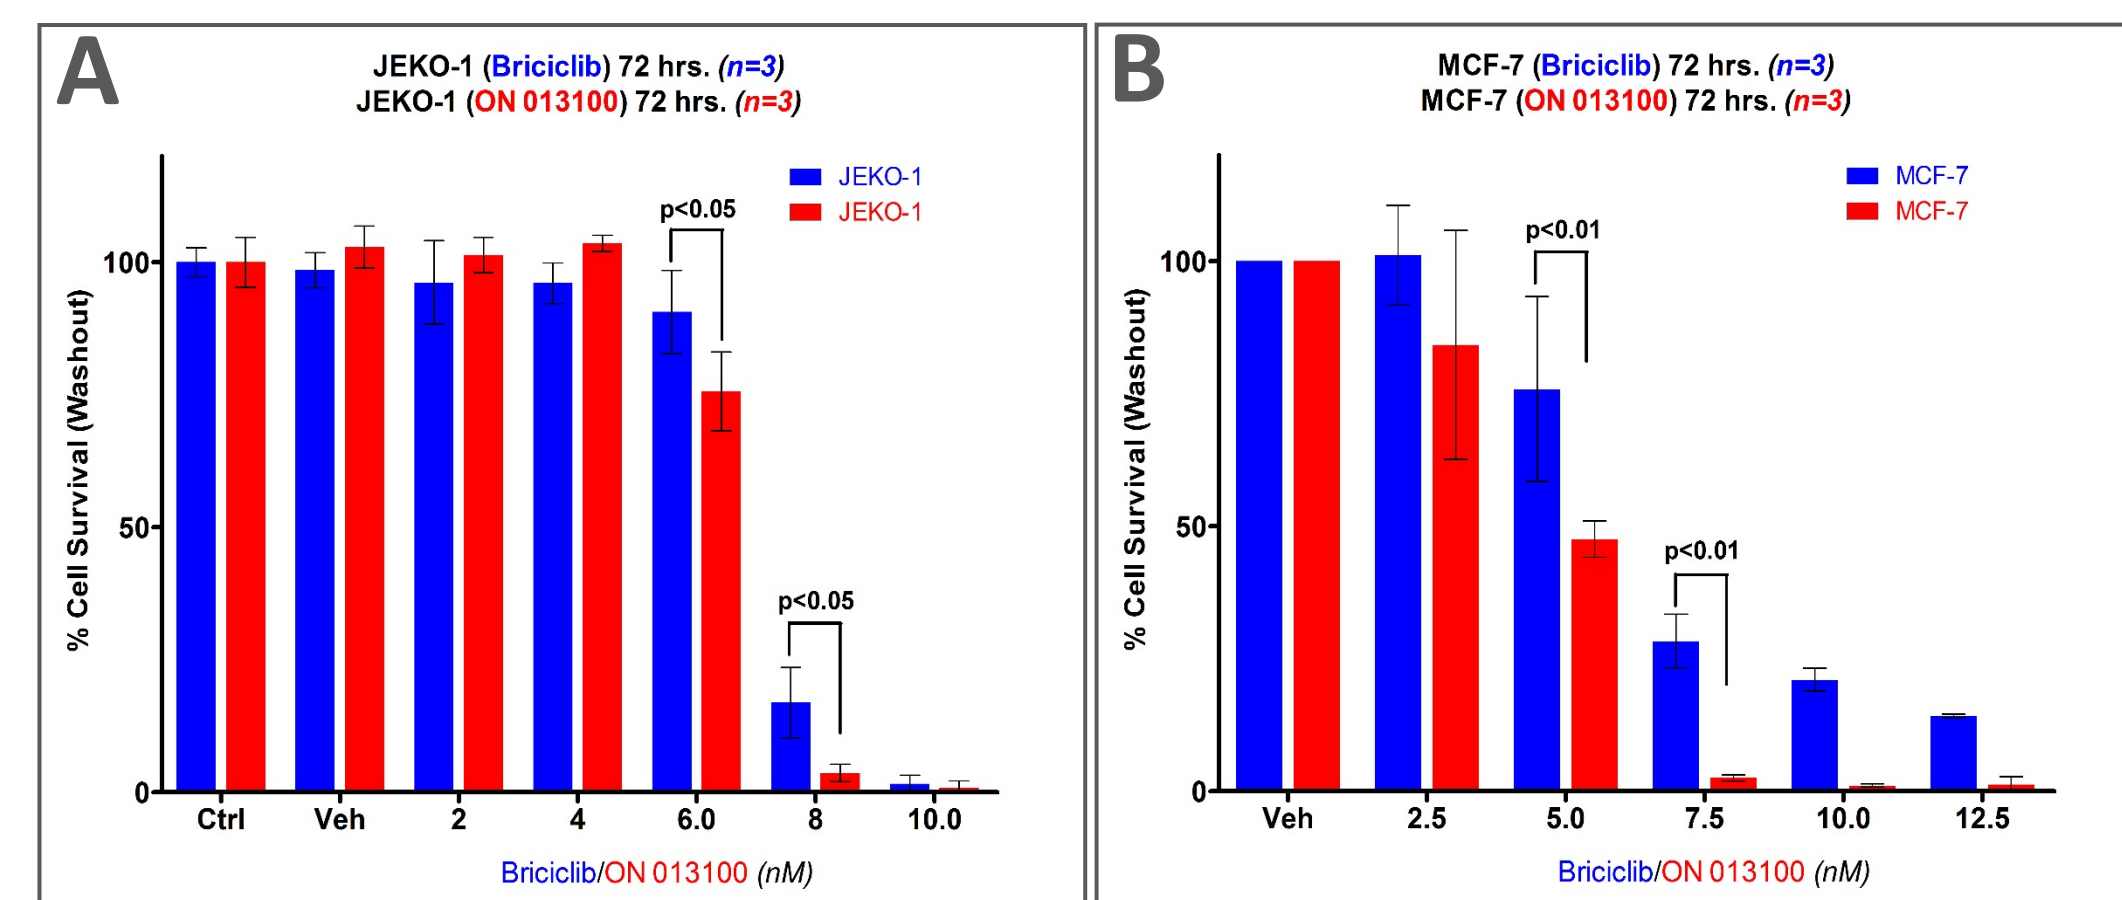 A
JEKO-1 (Briciclib) 72 hrs. (n=3)
JEKO-1 (ON 013100) 72 hrs. (n=3)
JEKO-1
JEKO-1
p<0.05
p<0.05
100
50
0
% Cell Survival (Washout)
Ctrl Veh 2 4 6.0 8 10.0
Briciclib/ON 013100 (nM)
B
MCF-7 (Briciclib) 72 hrs. (n=3)
MCF-7 (ON 013100) 72 hrs. (n=3)
MCF-7
MCF-7
p<0.01
p<0.01
100
50
0
% Cell Survival (Washout)
Veh 2.5 5.0 7.5 10.0 12.5
Briciclib/ON 013100 (nM)